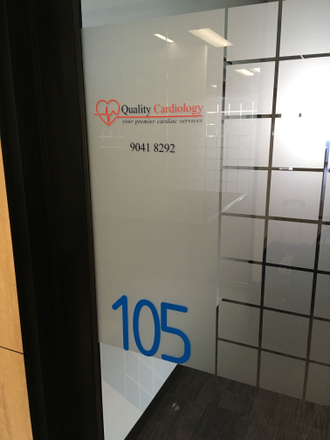 Quality Cardiology
your premier cardiac services
9041 8292
105